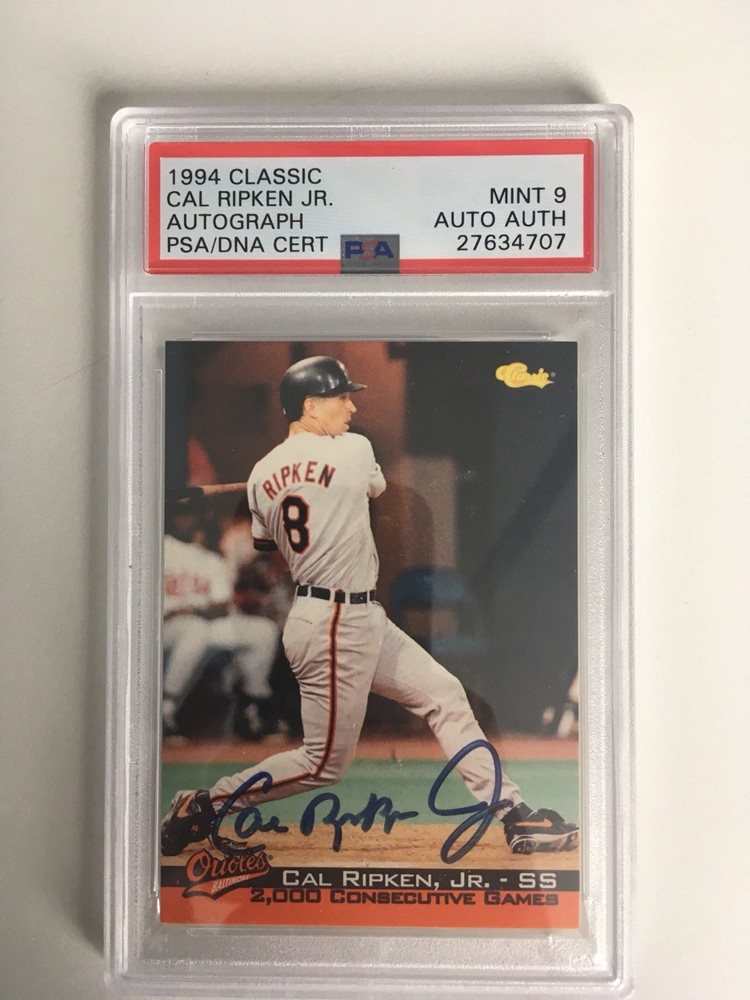 1994 CLASSIC
CAL RIPKEN JR. MINT 9
AUTOGRAPH AUTO AUTH
PSA/DNA CERT PSA 27634707
Classic
RIPKEN
8
Cal Ripken Jr
Orioles
BALTIMORE
CAL RIPKEN, JR. - SS
2,000 CONSECUTIVE GAMES